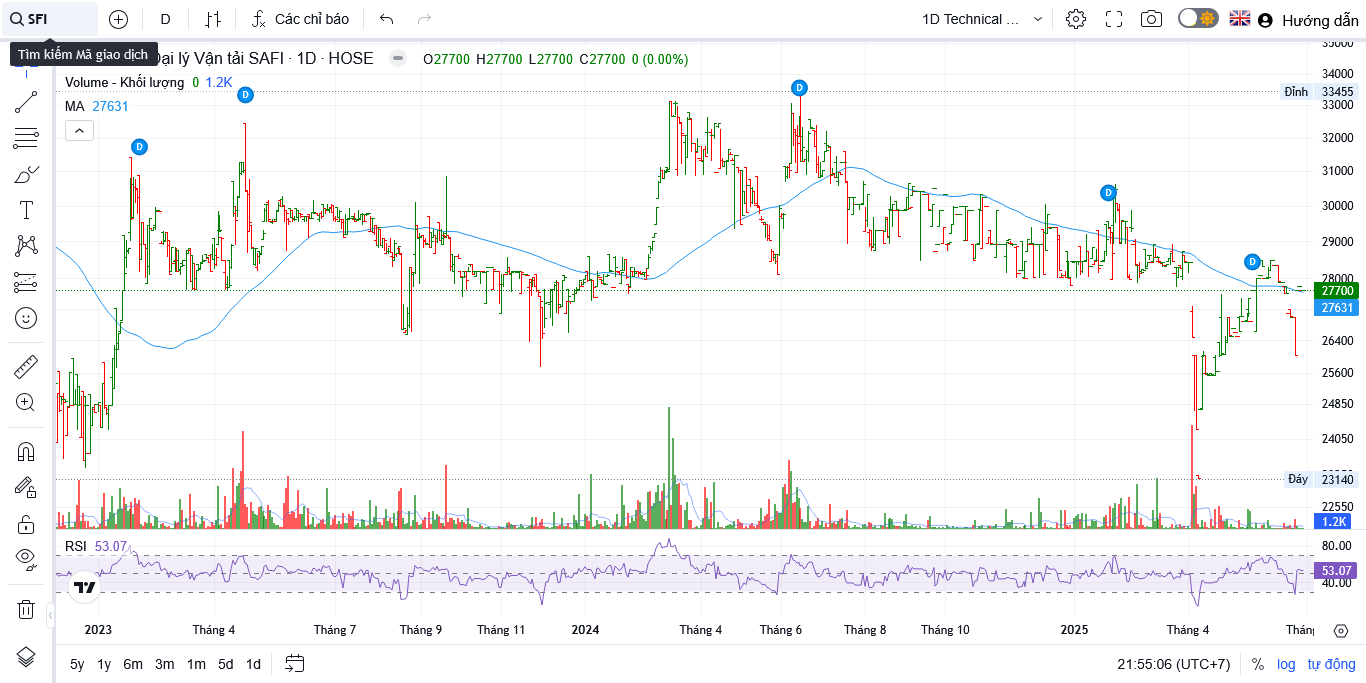 SFI
D
Các chỉ báo
1D Technical ...
Hướng dẫn
Tìm kiếm Mã giao dịch
Đại lý Vận tải SAFI · 1D · HOSE
O27700 H27700 L27700 C27700 0 (0.00%)
Volume - Khối lượng 0 1.2K
MA 27631
D
D
D
D
D
34000
Đỉnh 33455
33000
32000
31000
30000
29000
28000
27700
27631
26400
25600
24850
24050
Đáy 23140
22550
1.2K
RSI 53.07
80.00
53.07
40.00
2023
Tháng 4
Tháng 7
Tháng 9
Tháng 11
2024
Tháng 4
Tháng 6
Tháng 8
Tháng 10
2025
Tháng 4
5y 1y 6m 3m 1m 5d 1d
21:55:06 (UTC+7)
% log tự động